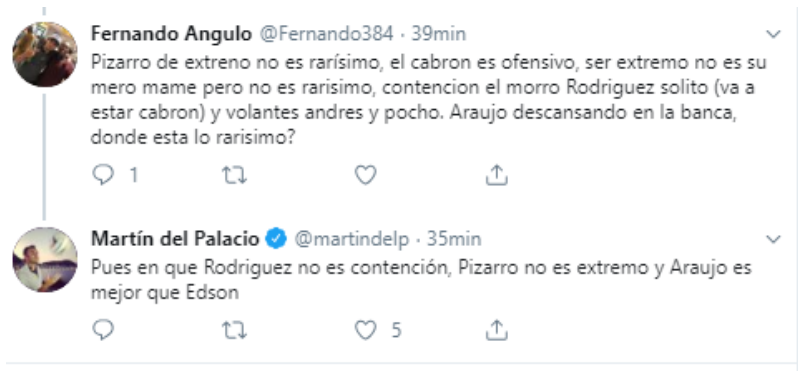 Fernando Angulo @Fernando384 · 39min
Pizarro de extreno no es rarísimo, el cabron es ofensivo, ser extremo no es su
mero mame pero no es rarisimo, contencion el morro Rodriguez solito (va a
estar cabron) y volantes andres y pocho. Araujo descansando en la banca,
donde esta lo rarisimo?
1
Martín del Palacio @martindelp · 35min
Pues en que Rodriguez no es contención, Pizarro no es extremo y Araujo es
mejor que Edson
5